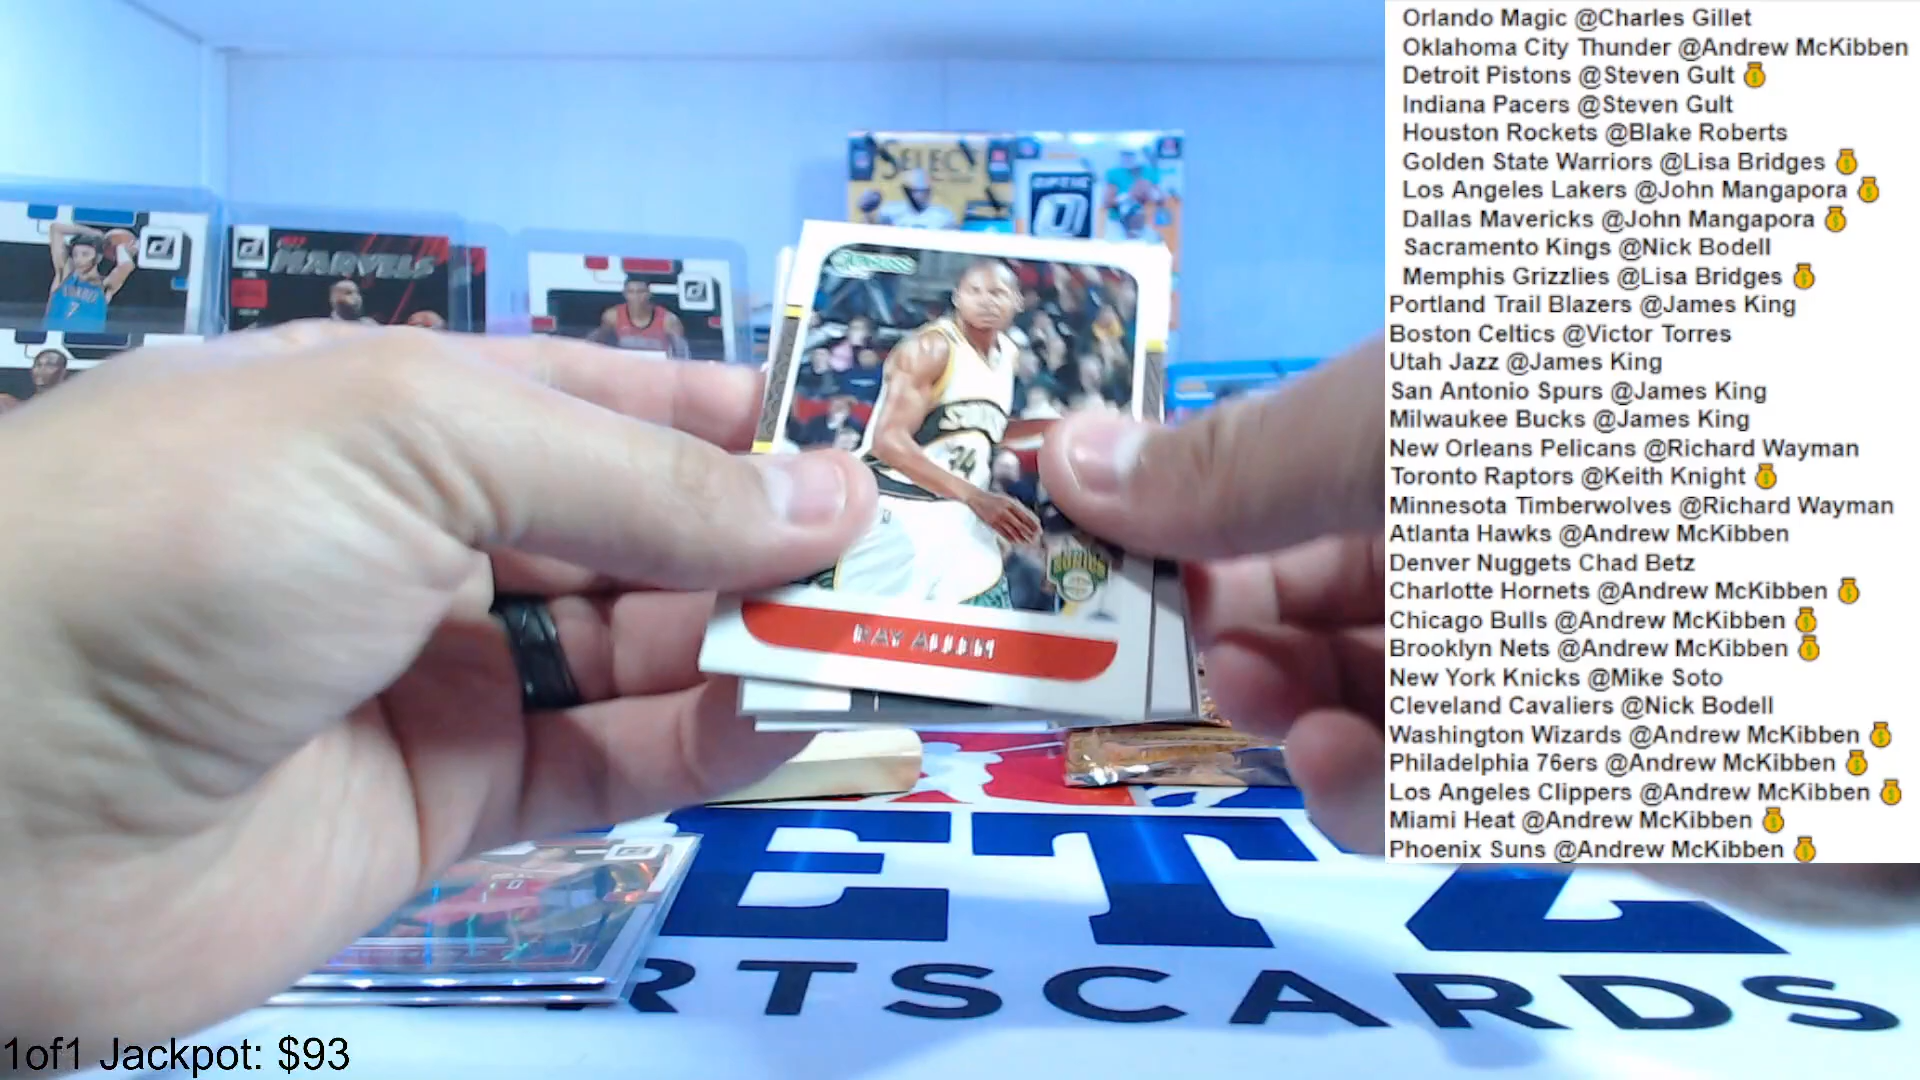 Orlando Magic @Charles Gillet
Oklahoma City Thunder @Andrew McKibben
Detroit Pistons @Steven Gult
Indiana Pacers @Steven Gult
Houston Rockets @Blake Roberts
Golden State Warriors @Lisa Bridges
Los Angeles Lakers @John Mangapora
Dallas Mavericks @John Mangapora
Sacramento Kings @Nick Bodell
Memphis Grizzlies @Lisa Bridges
Portland Trail Blazers @James King
Boston Celtics @Victor Torres
Utah Jazz @James King
San Antonio Spurs @James King
Milwaukee Bucks @James King
New Orleans Pelicans @Richard Wayman
Toronto Raptors @Keith Knight
Minnesota Timberwolves @Richard Wayman
Atlanta Hawks @Andrew McKibben
Denver Nuggets Chad Betz
Charlotte Hornets @Andrew McKibben
Chicago Bulls @Andrew McKibben
Brooklyn Nets @Andrew McKibben
New York Knicks @Mike Soto
Cleveland Cavaliers @Nick Bodell
Washington Wizards @Andrew McKibben
Philadelphia 76ers @Andrew McKibben
Los Angeles Clippers @Andrew McKibben
Miami Heat @Andrew McKibben
Phoenix Suns @Andrew McKibben
SELECT
OPTIC
MARVELS
DONRUSS
34
RAY ALLEN
ETZ
RTSCARDS
1of1 Jackpot: $93